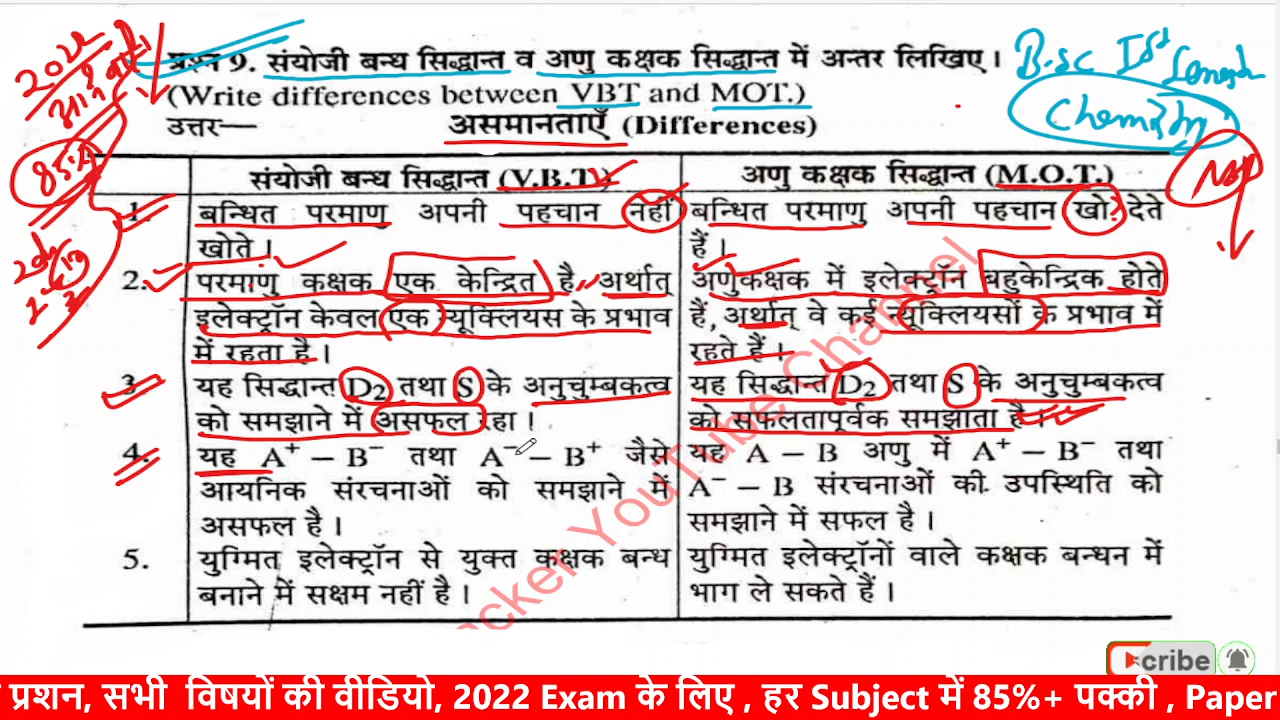 2022
85%
B.Sc Ist Semester
Chemistry
NEP
प्रश्न 9. संयोजी बन्ध सिद्धान्त व अणु कक्षक सिद्धान्त में अन्तर लिखिए।
(Write differences between VBT and MOT.)
उत्तर—
असमानताएँ (Differences)
संयोजी बन्ध सिद्धान्त (V.B.T.)
अणु कक्षक सिद्धान्त (M.O.T.)
1.
बन्धित परमाणु अपनी पहचान नहीं
खोते।
बन्धित परमाणु अपनी पहचान खो देते
हैं।
2.
परमाणु कक्षक एक केन्द्रित है, अर्थात्
इलेक्ट्रॉन केवल एक न्यूक्लियस के प्रभाव
में रहता है।
अणुकक्षक में इलेक्ट्रॉन बहुकेन्द्रिक होते
हैं, अर्थात् वे कई न्यूक्लियसों के प्रभाव में
रहते हैं।
3.
यह सिद्धान्त D₂ तथा S के अनुचुम्बकत्व
को समझाने में असफल रहा।
यह सिद्धान्त D₂ तथा S के अनुचुम्बकत्व
को सफलतापूर्वक समझाता है।
4.
यह A⁺ – B⁻ तथा A⁻ – B⁺ जैसे
आयनिक संरचनाओं को समझाने में
असफल है।
यह A – B अणु में A⁺ – B⁻ तथा
A⁻ – B संरचनाओं की उपस्थिति को
समझाने में सफल है।
5.
युग्मित इलेक्ट्रॉन से युक्त कक्षक बन्ध
बनाने में सक्षम नहीं है।
युग्मित इलेक्ट्रॉनों वाले कक्षक बन्धन में
भाग ले सकते हैं।
cker YouTube Channel
cribe
प्रशन, सभी विषयों की वीडियो, 2022 Exam के लिए , हर Subject में 85%+ पक्की , Paper